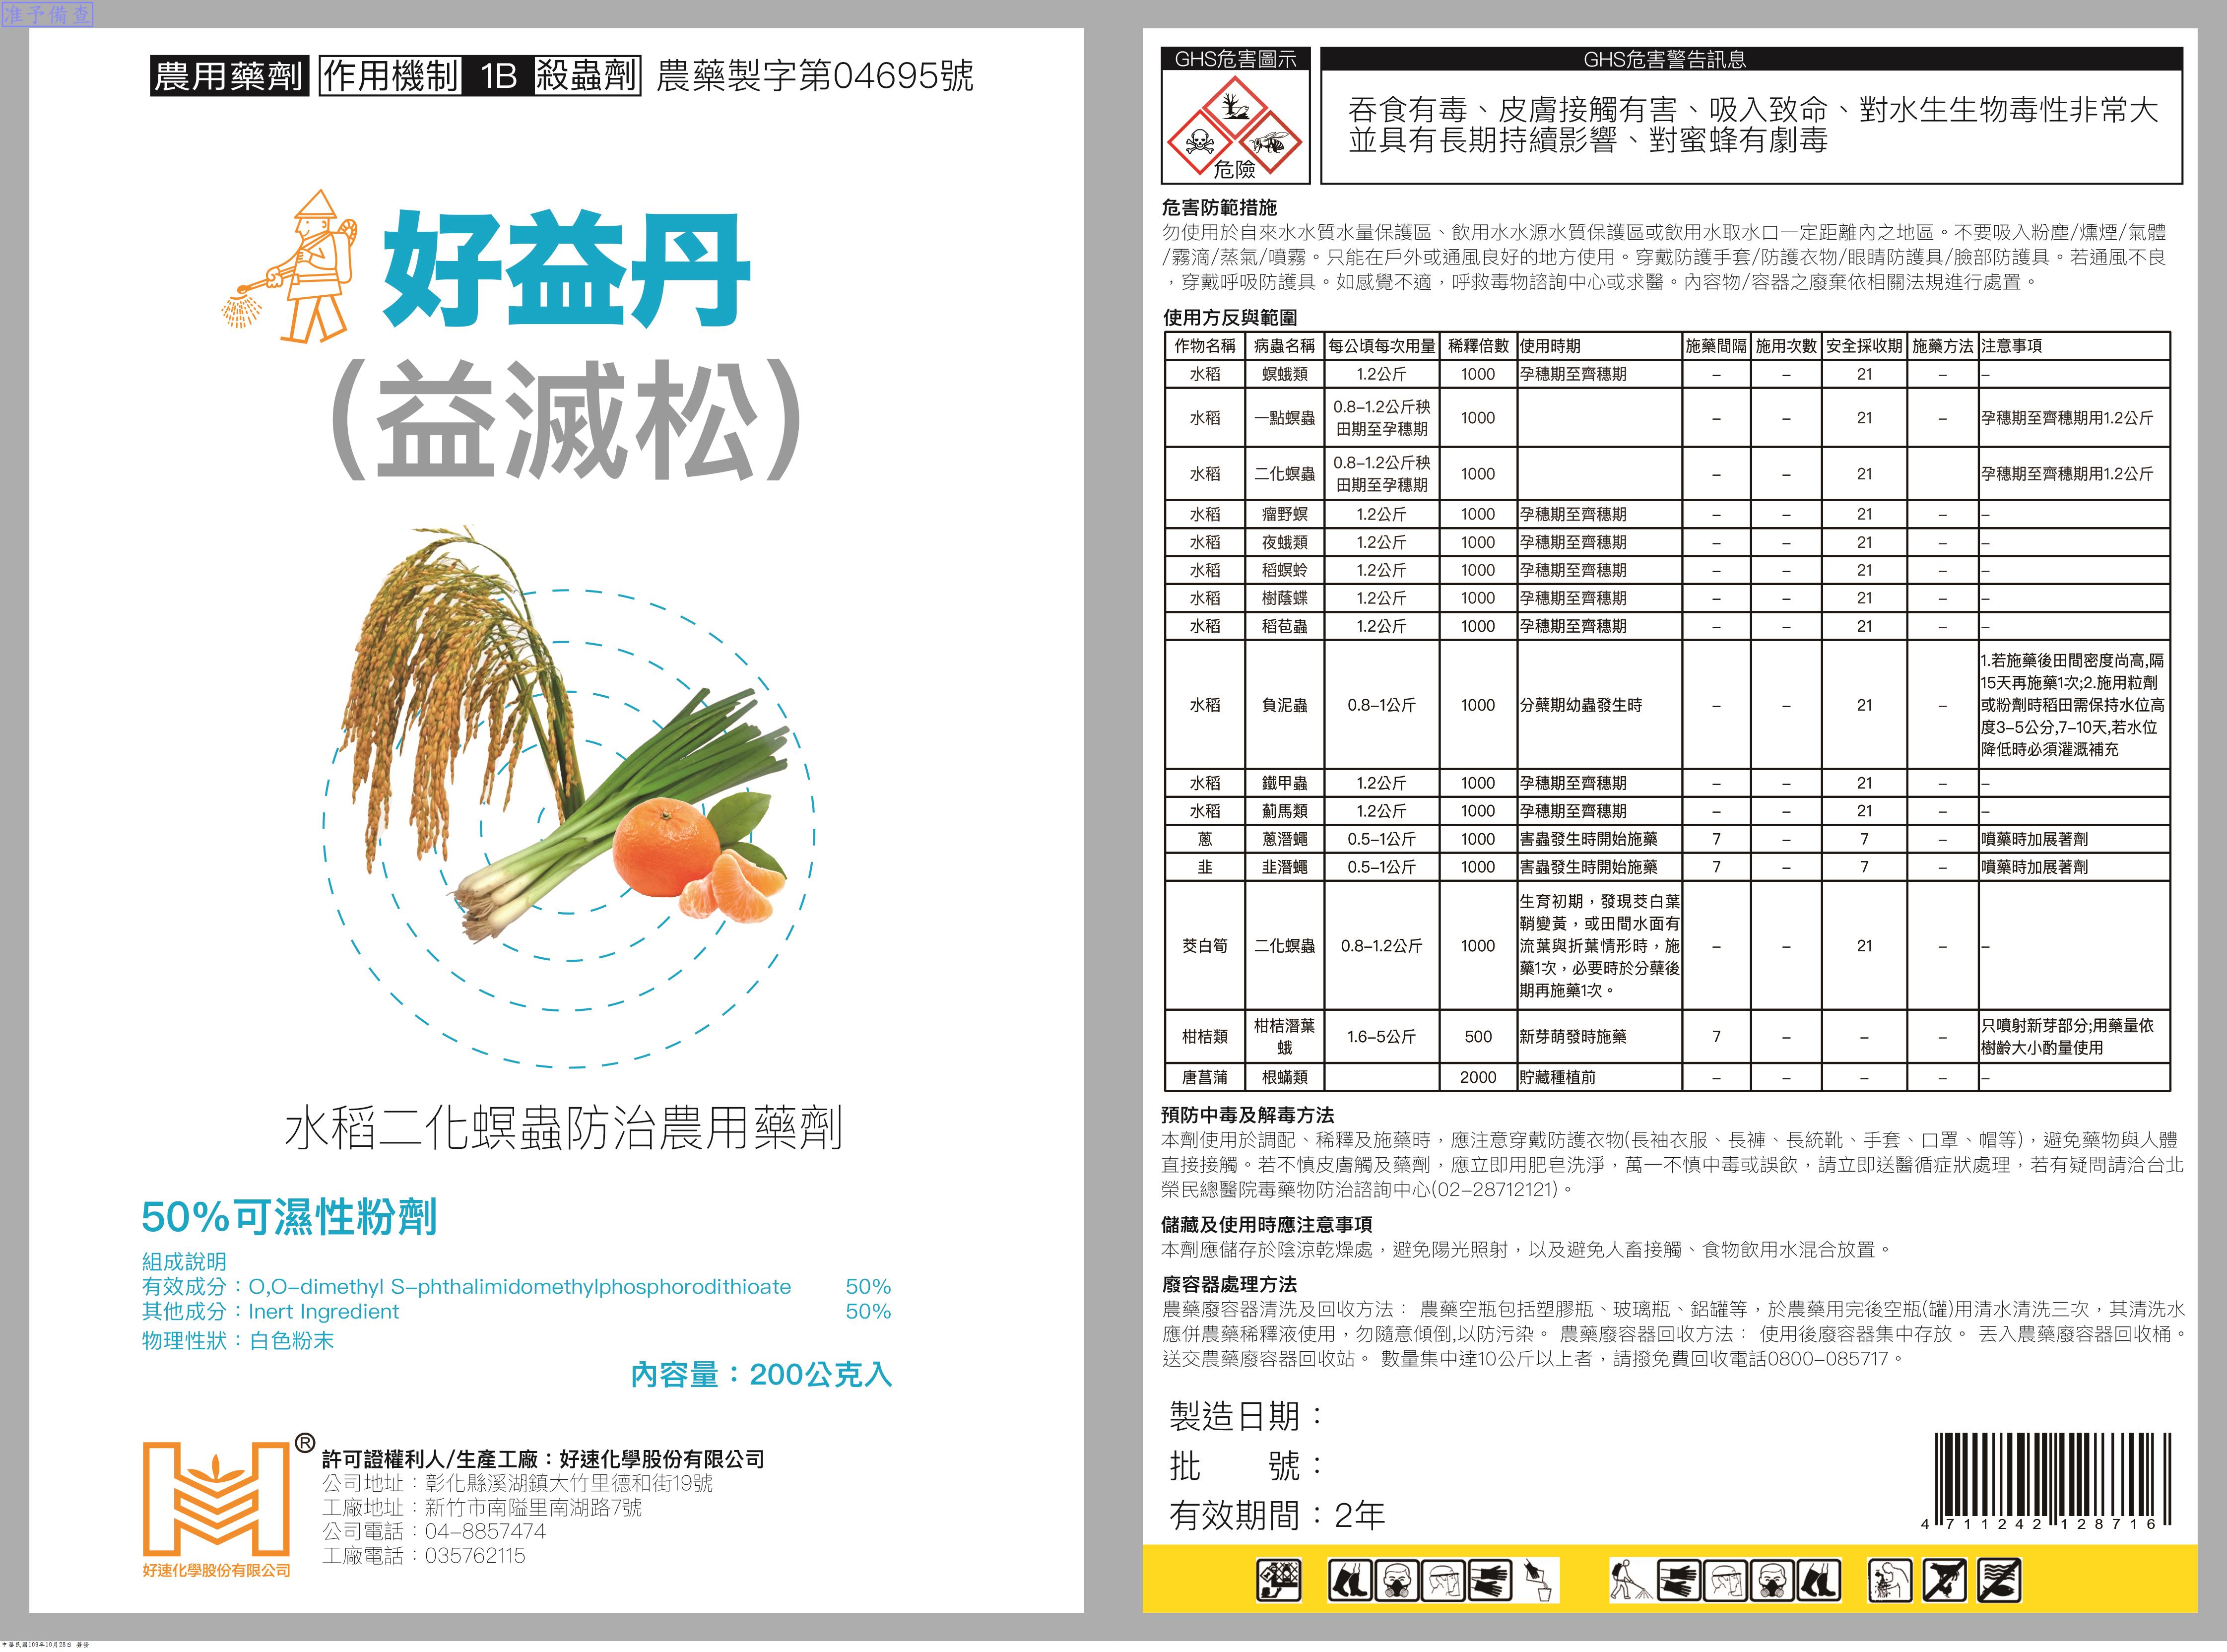 准予備查
農用藥劑 作用機制 1B 殺蟲劑 農藥製字第04695號
好益丹
(益滅松)
水稻二化螟蟲防治農用藥劑
50%可濕性粉劑
組成說明
有效成分：O,O-dimethyl S-phthalimidomethylphosphorodithioate 50%
其他成分：Inert Ingredient 50%
物理性狀：白色粉末
內容量：200公克入
®
許可證權利人/生產工廠：好速化學股份有限公司
公司地址：彰化縣溪湖鎮大竹里德和街19號
工廠地址：新竹市南隘里南湖路7號
公司電話：04-8857474
工廠電話：035762115
好速化學股份有限公司
GHS危害圖示
危險
GHS危害警告訊息
吞食有毒、皮膚接觸有害、吸入致命、對水生生物毒性非常大
並具有長期持續影響、對蜜蜂有劇毒
危害防範措施
勿使用於自來水水質水量保護區、飲用水水源水質保護區或飲用水取水口一定距離內之地區。不要吸入粉塵/燻煙/氣體
/霧滴/蒸氣/噴霧。只能在戶外或通風良好的地方使用。穿戴防護手套/防護衣物/眼睛防護具/臉部防護具。若通風不良
，穿戴呼吸防護具。如感覺不適，呼救毒物諮詢中心或求醫。內容物/容器之廢棄依相關法規進行處置。
使用方反與範圍
作物名稱 病蟲名稱 每公頃每次用量 稀釋倍數 使用時期 施藥間隔 施用次數 安全採收期 施藥方法 注意事項
水稻 螟蛾類 1.2公斤 1000 孕穗期至齊穗期 - - 21 - -
水稻 一點螟蟲 0.8-1.2公斤秧
田期至孕穗期 1000 - - 21 - 孕穗期至齊穗期用1.2公斤
水稻 二化螟蟲 0.8-1.2公斤秧
田期至孕穗期 1000 - - 21 孕穗期至齊穗期用1.2公斤
水稻 瘤野螟 1.2公斤 1000 孕穗期至齊穗期 - - 21 - -
水稻 夜蛾類 1.2公斤 1000 孕穗期至齊穗期 - - 21 - -
水稻 稻螟蛉 1.2公斤 1000 孕穗期至齊穗期 - - 21 - -
水稻 樹蔭蝶 1.2公斤 1000 孕穗期至齊穗期 - - 21 - -
水稻 稻苞蟲 1.2公斤 1000 孕穗期至齊穗期 - - 21 - -
水稻 負泥蟲 0.8-1公斤 1000 分蘗期幼蟲發生時 - - 21 -
1.若施藥後田間密度尚高,隔
15天再施藥1次;2.施用粒劑
或粉劑時稻田需保持水位高
度3-5公分,7-10天,若水位
降低時必須灌溉補充
水稻 鐵甲蟲 1.2公斤 1000 孕穗期至齊穗期 - - 21 - -
水稻 薊馬類 1.2公斤 1000 孕穗期至齊穗期 - - 21 - -
蔥 蔥潛蠅 0.5-1公斤 1000 害蟲發生時開始施藥 7 - 7 - 噴藥時加展著劑
韭 韭潛蠅 0.5-1公斤 1000 害蟲發生時開始施藥 7 - 7 - 噴藥時加展著劑
茭白筍 二化螟蟲 0.8-1.2公斤 1000
生育初期，發現茭白葉
鞘變黃，或田間水面有
流葉與折葉情形時，施
藥1次，必要時於分蘗後
期再施藥1次。
- - 21 - -
柑桔類 柑桔潛葉
蛾 1.6-5公斤 500 新芽萌發時施藥 7 - - - 只噴射新芽部分;用藥量依
樹齡大小酌量使用
唐菖蒲 根蟎類 2000 貯藏種植前 - - - - -
預防中毒及解毒方法
本劑使用於調配、稀釋及施藥時，應注意穿戴防護衣物(長袖衣服、長褲、長統靴、手套、口罩、帽等)，避免藥物與人體
直接接觸。若不慎皮膚觸及藥劑，應立即用肥皂洗淨，萬一不慎中毒或誤飲，請立即送醫循症狀處理，若有疑問請洽台北
榮民總醫院毒藥物防治諮詢中心(02-28712121)。
儲藏及使用時應注意事項
本劑應儲存於陰涼乾燥處，避免陽光照射，以及避免人畜接觸、食物飲用水混合放置。
廢容器處理方法
農藥廢容器清洗及回收方法： 農藥空瓶包括塑膠瓶、玻璃瓶、鋁罐等，於農藥用完後空瓶(罐)用清水清洗三次，其清洗水
應併農藥稀釋液使用，勿隨意傾倒,以防污染。 農藥廢容器回收方法： 使用後廢容器集中存放。 丟入農藥廢容器回收桶。
送交農藥廢容器回收站。 數量集中達10公斤以上者，請撥免費回收電話0800-085717。
製造日期：
批 號：
有效期間：2年
4 711242 128716
中華民國109年10月28日 簽發